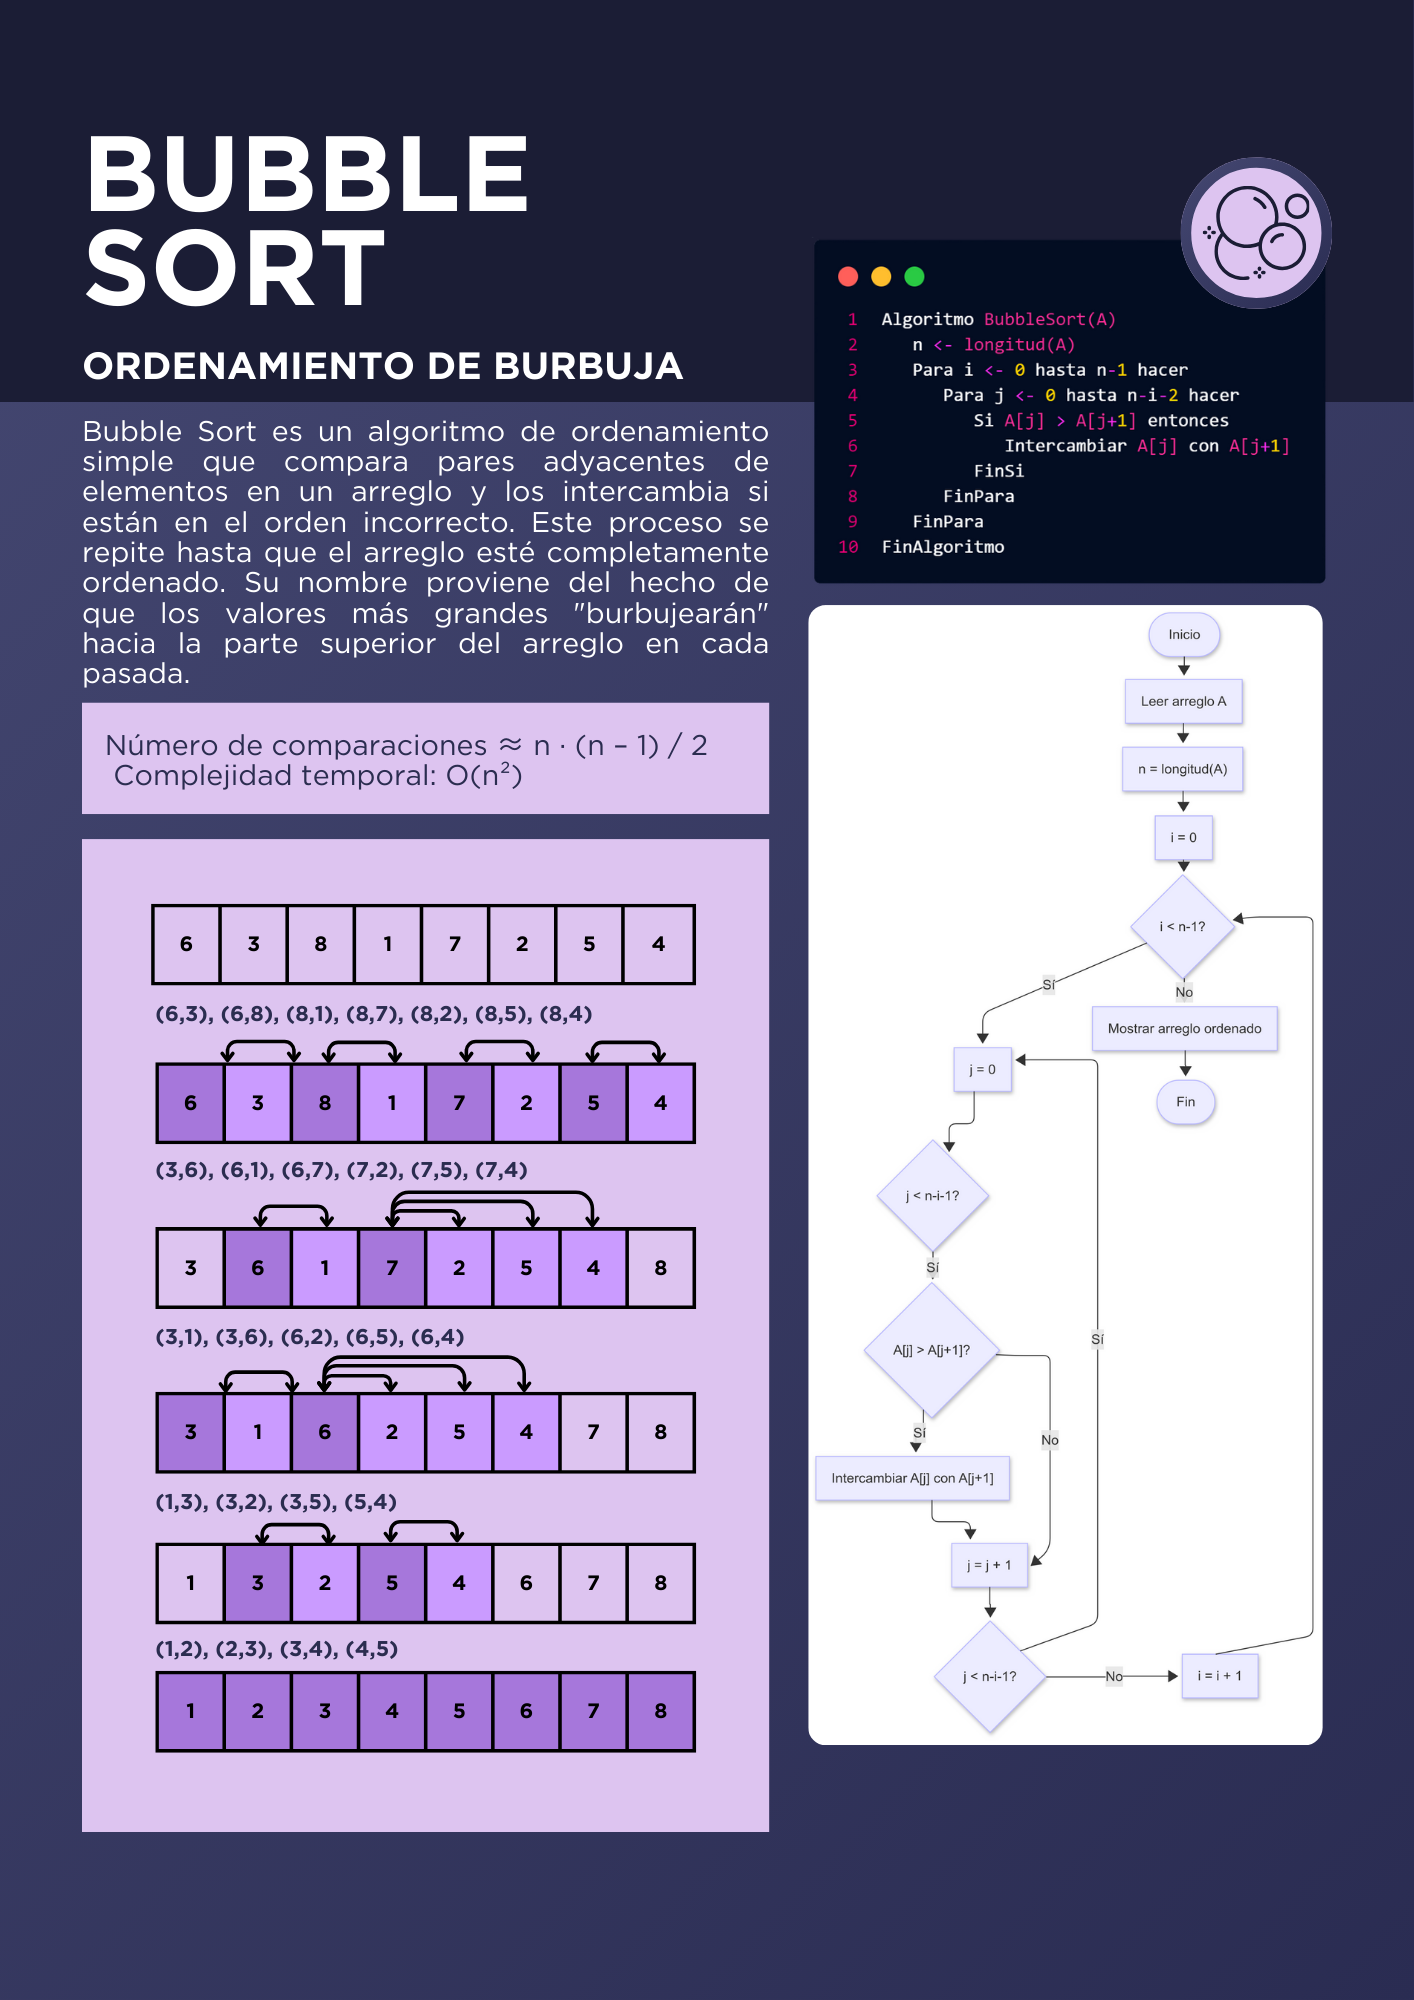 BUBBLE
SORT
ORDENAMIENTO DE BURBUJA
Bubble Sort es un algoritmo de ordenamiento
simple que compara pares adyacentes de
elementos en un arreglo y los intercambia si
están en el orden incorrecto. Este proceso se
repite hasta que el arreglo esté completamente
ordenado. Su nombre proviene del hecho de
que los valores más grandes "burbujearán"
hacia la parte superior del arreglo en cada
pasada.
Número de comparaciones ≈ n · (n – 1) / 2
Complejidad temporal: O(n²)
6 3 8 1 7 2 5 4
(6,3), (6,8), (8,1), (8,7), (8,2), (8,5), (8,4)
6 3 8 1 7 2 5 4
(3,6), (6,1), (6,7), (7,2), (7,5), (7,4)
3 6 1 7 2 5 4 8
(3,1), (3,6), (6,2), (6,5), (6,4)
3 1 6 2 5 4 7 8
(1,3), (3,2), (3,5), (5,4)
1 3 2 5 4 6 7 8
(1,2), (2,3), (3,4), (4,5)
1 2 3 4 5 6 7 8
1 Algoritmo BubbleSort(A)
2 n <- longitud(A)
3 Para i <- 0 hasta n-1 hacer
4 Para j <- 0 hasta n-i-2 hacer
5 Si A[j] > A[j+1] entonces
6 Intercambiar A[j] con A[j+1]
7 FinSi
8 FinPara
9 FinPara
10 FinAlgoritmo
Inicio
Leer arreglo A
n = longitud(A)
i = 0
i < n-1?
Sí
No
Mostrar arreglo ordenado
j = 0
Fin
j < n-i-1?
Sí
Sí
A[j] > A[j+1]?
Sí
No
Intercambiar A[j] con A[j+1]
j = j + 1
j < n-i-1?
No
i = i + 1